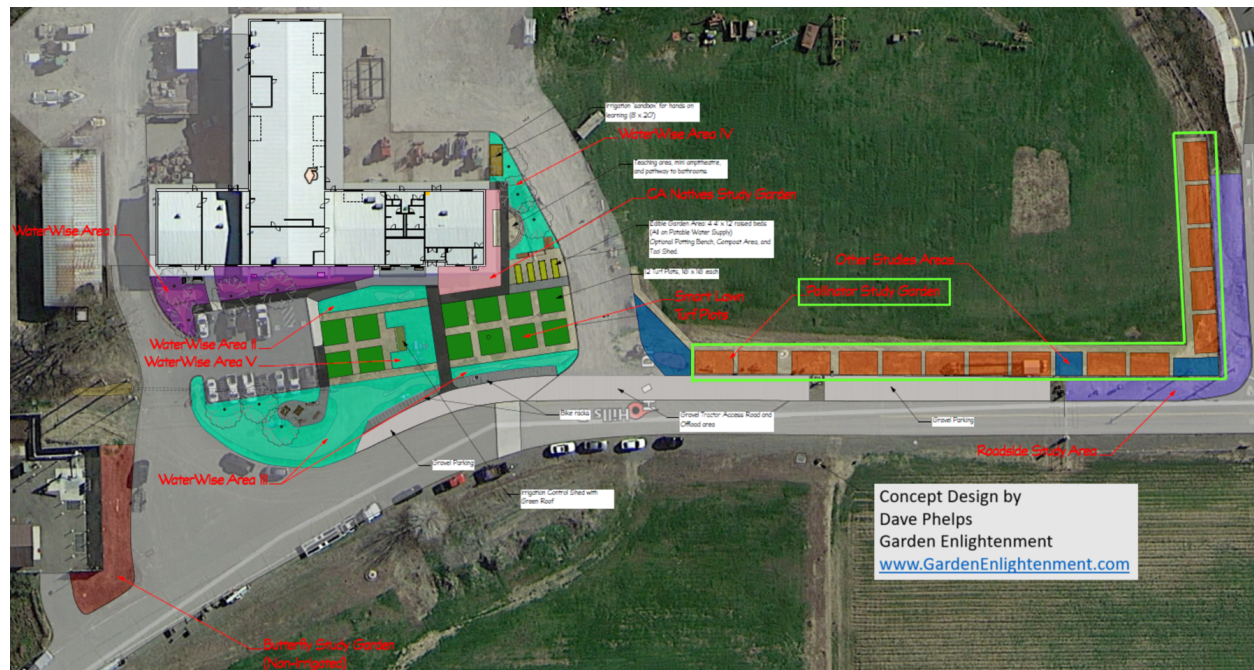 Irrigation "sandbox" for hands on
learning (8' x 20')
WaterWise Area IV
Teaching area, mini ampitheatre,
and pathway to bathrooms.
CA Natives Study Garden
Edible Garden Area: 4 4' x 12' raised beds.
(All on Potable Water Supply)
Optional Potting Bench, Compost Area, and
Tool Shed.
WaterWise Area I
Other Studies Areas
12 Turf Plots, 18' x 18' each
Pollinator Study Garden
Smart Lawn
Turf Plots
WaterWise Area II
WaterWise Area V
Bike racks
Gravel Tractor Access Road and
Offload area
Gravel Parking
Hills
Roadside Study Area
Gravel Parking
WaterWise Area III
Irrigation Control Shed with
Green Roof
Concept Design by
Dave Phelps
Garden Enlightenment
www.GardenEnlightenment.com
Butterfly Study Garden
(Non-Irrigated)